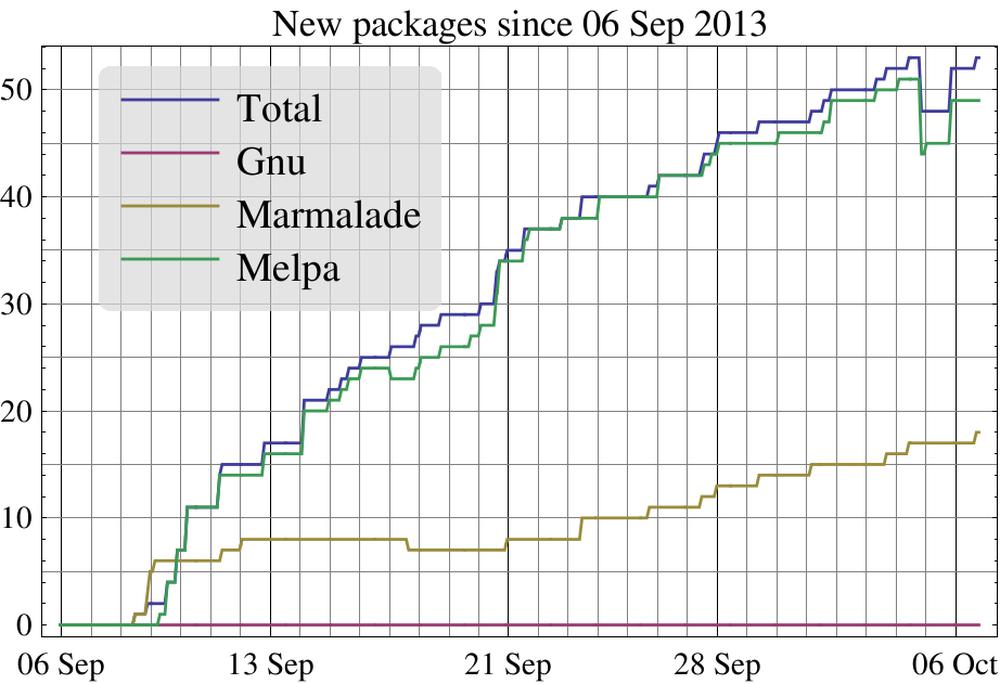 New packages since 06 Sep 2013
Total
Gnu
Marmalade
Melpa
50
40
30
20
10
0
06 Sep 13 Sep 21 Sep 28 Sep 06 Oct